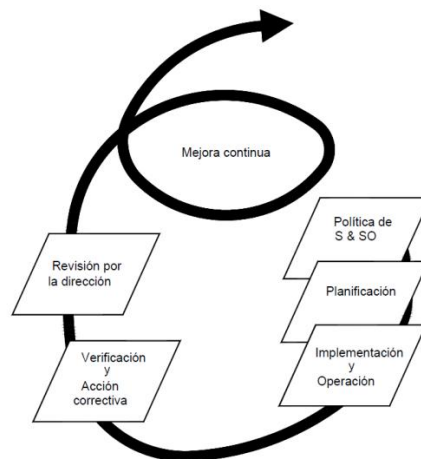 Mejora continua
Política de
S & SO
Planificación
Implementación
y
Operación
Revisión por
la dirección
Verificación
y
Acción
correctiva